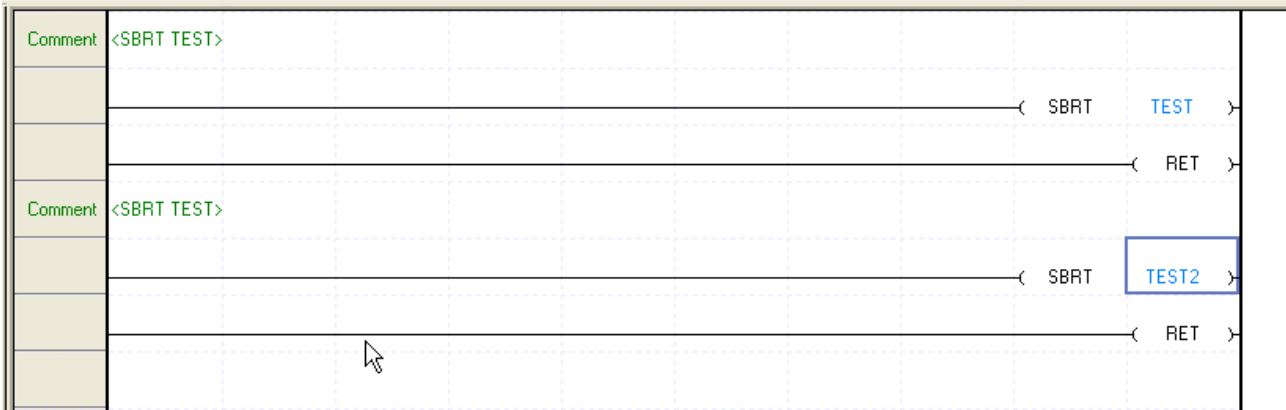 Comment <SBRT TEST>
SBRT TEST
RET
Comment <SBRT TEST>
SBRT TEST2
RET